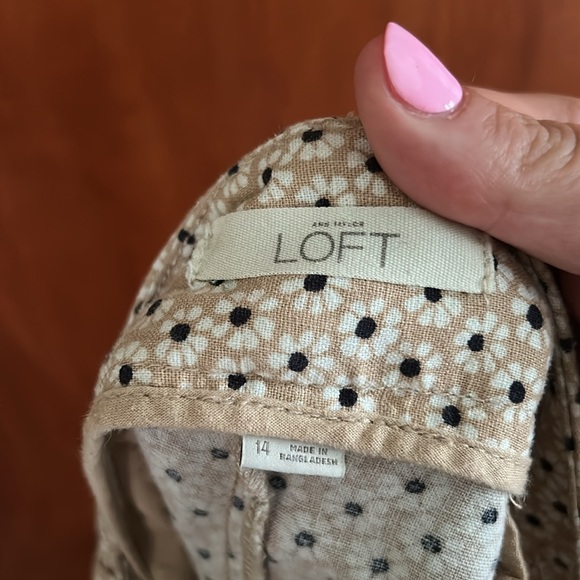 ANN TAYLOR
LOFT
14
MADE IN
BANGLADESH